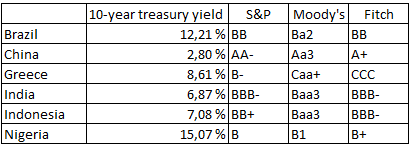 10-year treasury yield S&P Moody's Fitch
Brazil 12,21 % BB Ba2 BB
China 2,80 % AA- Aa3 A+
Greece 8,61 % B- Caa+ CCC
India 6,87 % BBB- Baa3 BBB-
Indonesia 7,08 % BB+ Baa3 BBB-
Nigeria 15,07 % B B1 B+